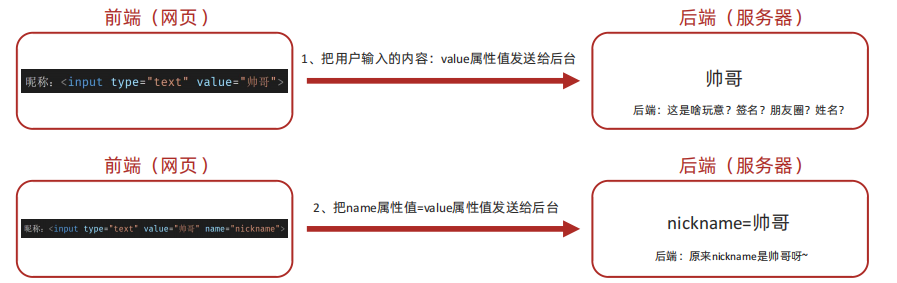 前端（网页）
后端（服务器）
昵称：<input type="text" value="帅哥">
1、把用户输入的内容：value属性值发送给后台
帅哥
后端：这是啥玩意？签名？朋友圈？姓名？
前端（网页）
后端（服务器）
昵称：<input type="text" value="帅哥" name="nickname">
2、把name属性值=value属性值发送给后台
nickname=帅哥
后端：原来nickname是帅哥呀~